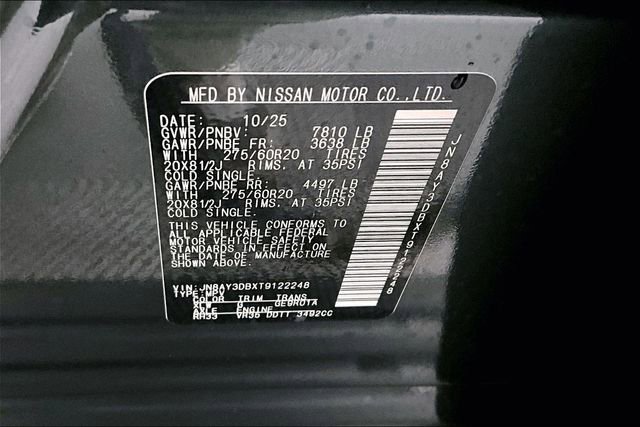 MFD BY NISSAN MOTOR CO.,LTD.
DATE: 10/25
GVWR/PNBV: 7810 LB
GAWR/PNBE FR: 3638 LB
WITH 275/60R20 TIRES
20X81/2J RIMS, AT 35PSI
COLD SINGLE.
GAWR/PNBE RR: 4497 LB
WITH 275/60R20 TIRES
20X81/2J RIMS, AT 35PSI
COLD SINGLE.
THIS VEHICLE CONFORMS TO
ALL APPLICABLE FEDERAL
MOTOR VEHICLE SAFETY
STANDARDS IN EFFECT ON
THE DATE OF MANUFACTURE
SHOWN ABOVE.
VIN: JN8AY3DBXT9122248
TYPE: MPV
COLOR TRIM TRANS
G
AXLE ENGINE
RH33 VR35 DDTT 3492CC
JN8AY3DBXT9122248